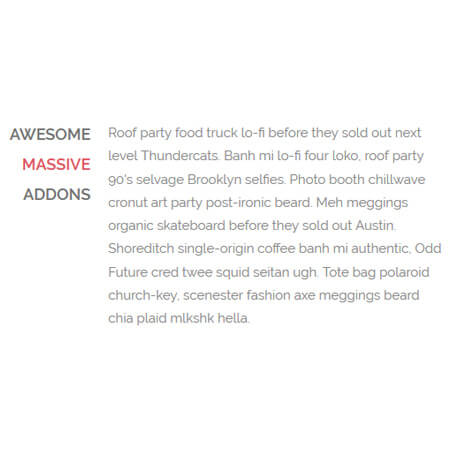 AWESOME
MASSIVE
ADDONS
Roof party food truck lo-fi before they sold out next
level Thundercats. Banh mi lo-fi four loko, roof party
90's selvage Brooklyn selfies. Photo booth chillwave
cronut art party post-ironic beard. Meh meggings
organic skateboard before they sold out Austin.
Shoreditch single-origin coffee banh mi authentic, Odd
Future cred twee squid seitan ugh. Tote bag polaroid
church-key, scenester fashion axe meggings beard
chia plaid mlkshk hella.